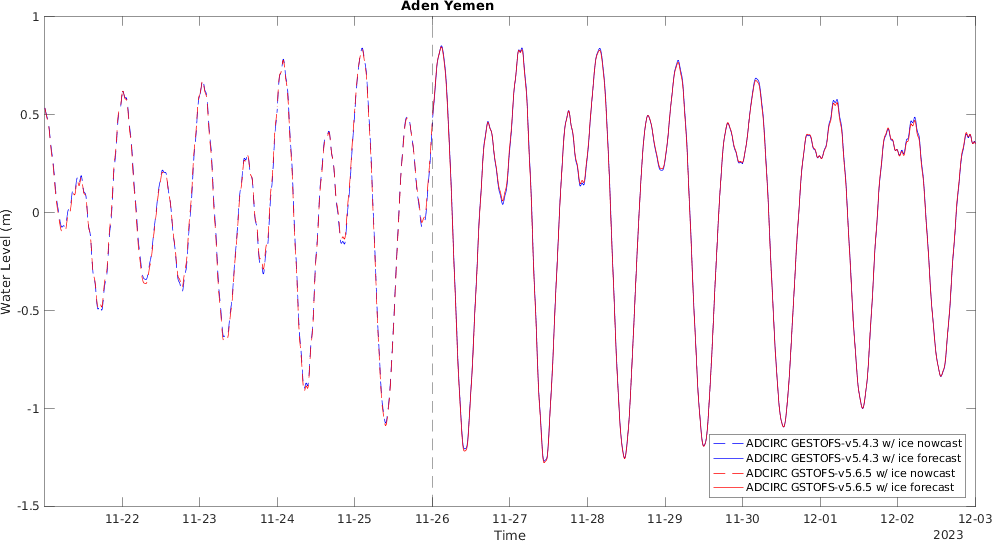 Aden Yemen
1
0.5
0
-0.5
-1
-1.5
Water Level (m)
ADCIRC GESTOFS-v5.4.3 w/ ice nowcast
ADCIRC GSTOFS-v5.4.3 w/ ice forecast
ADCIRC GSTOFS-v5.6.5 w/ ice nowcast
ADCIRC GSTOFS-v5.6.5 w/ ice forecast
11-22 11-23 11-24 11-25 11-26 11-27 11-28 11-29 11-30 12-01 12-02 12-03
Time
2023